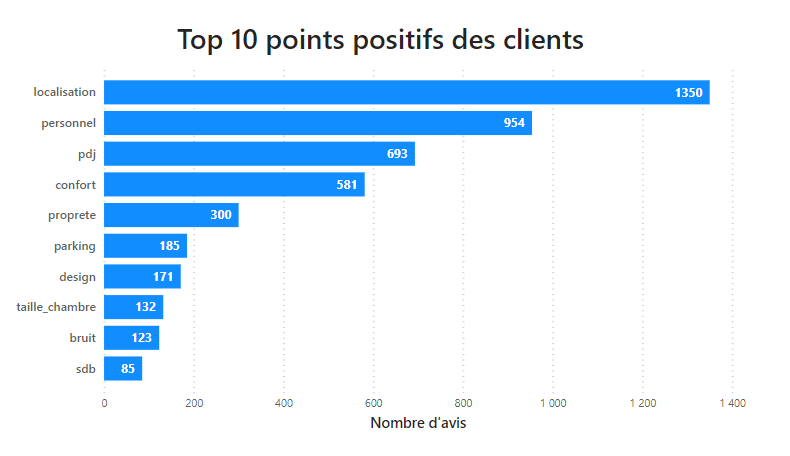 Top 10 points positifs des clients
localisation 1350
personnel 954
pdj 693
confort 581
proprete 300
parking 185
design 171
taille_chambre 132
bruit 123
sdb 85
0 200 400 600 800 1 000 1 200 1 400
Nombre d'avis